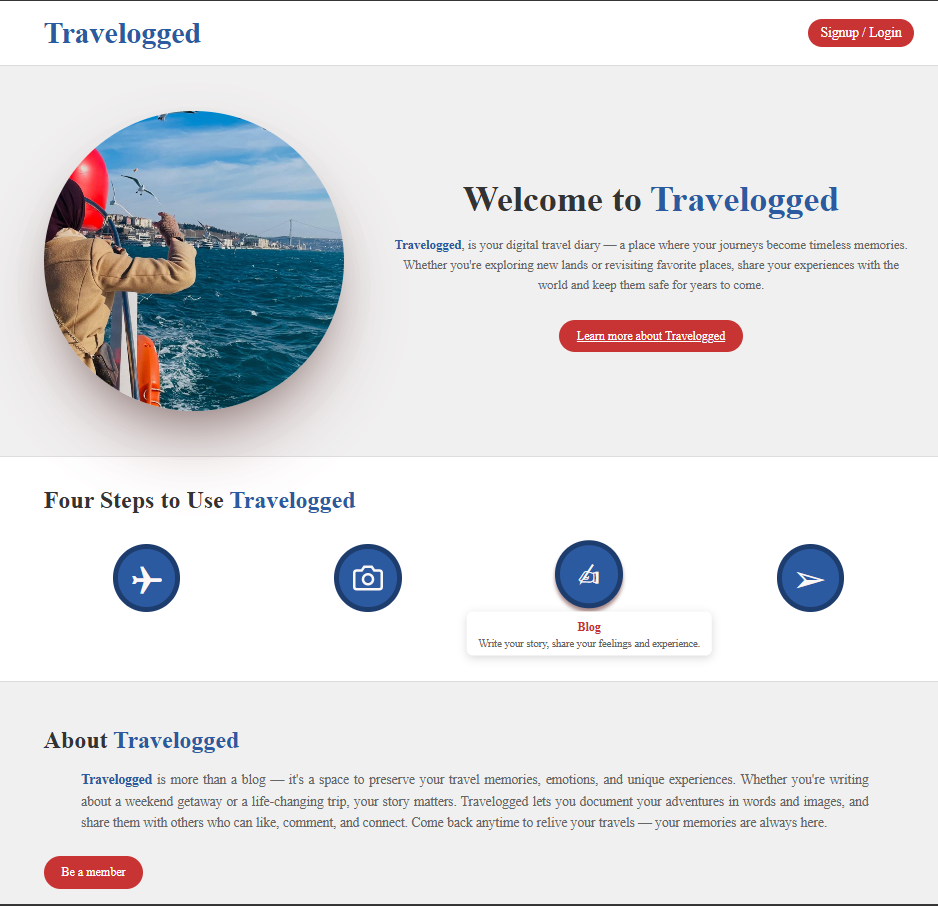 Travelogged
Signup / Login
Welcome to Travelogged
Travelogged, is your digital travel diary — a place where your journeys become timeless memories.
Whether you're exploring new lands or revisiting favorite places, share your experiences with the
world and keep them safe for years to come.
Learn more about Travelogged
Four Steps to Use Travelogged
Blog
Write your story, share your feelings and experience.
About Travelogged
Travelogged is more than a blog — it's a space to preserve your travel memories, emotions, and unique experiences. Whether you're writing
about a weekend getaway or a life-changing trip, your story matters. Travelogged lets you document your adventures in words and images, and
share them with others who can like, comment, and connect. Come back anytime to relive your travels — your memories are always here.
Be a member